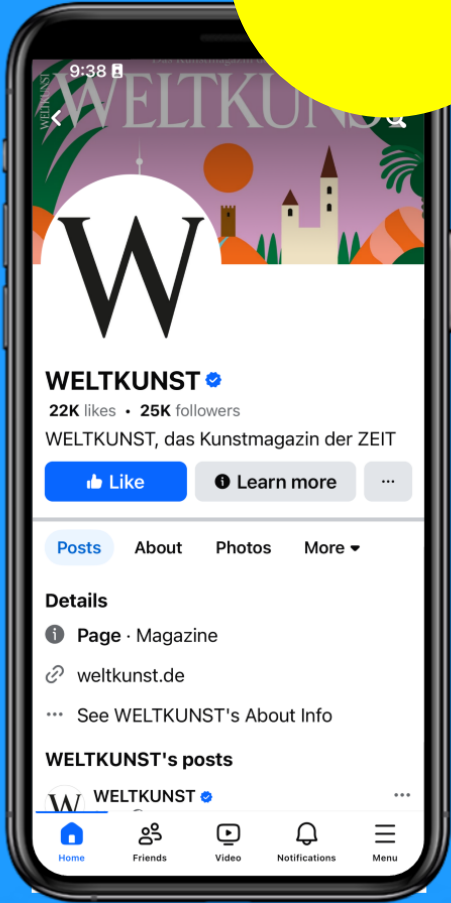 9:38
WELTKUNST
WELTKUNST
W
WELTKUNST
22K likes • 25K followers
WELTKUNST, das Kunstmagazin der ZEIT
Like
Learn more
...
Posts About Photos More
Details
Page · Magazine
weltkunst.de
... See WELTKUNST's About Info
WELTKUNST's posts
W WELTKUNST ...
Home Friends Video Notifications Menu